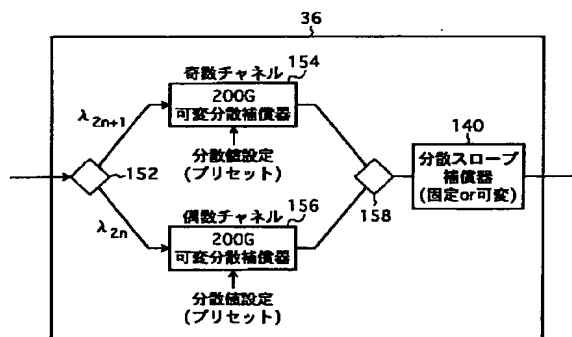 36
奇数チャネル
154
200G
可変分散補償器
λ2n+1
分散値設定
(プリセット)
152
140
分散スロープ
補償器
(固定or可変)
158
偶数チャネル
156
λ2n
200G
可変分散補償器
分散値設定
(プリセット)